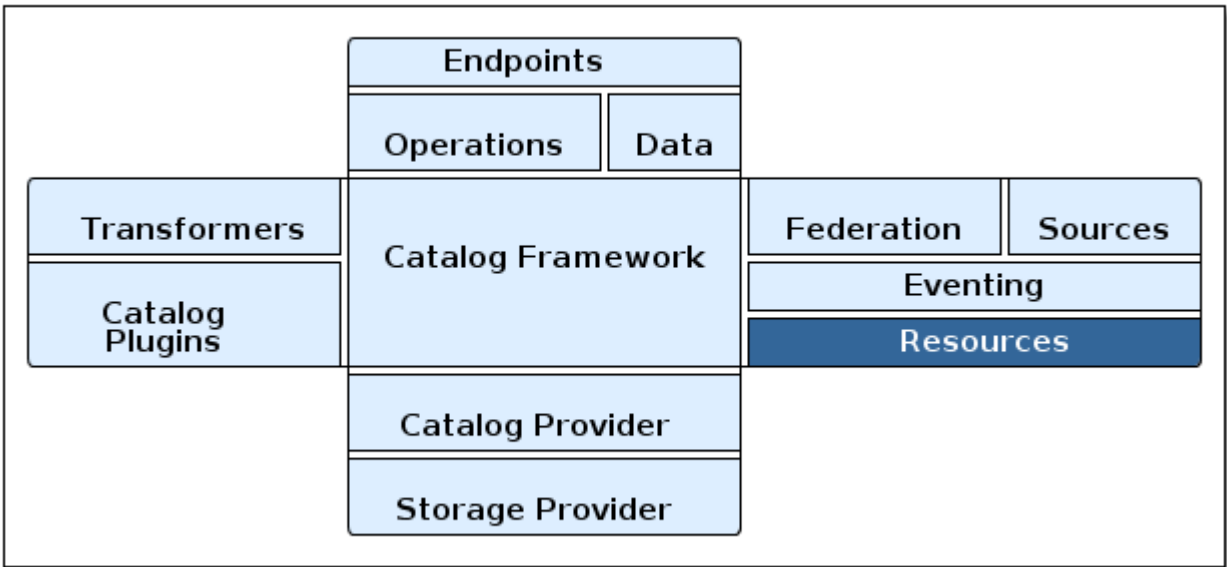 Endpoints
Operations
Data
Transformers
Catalog Framework
Federation
Sources
Eventing
Catalog
Plugins
Resources
Catalog Provider
Storage Provider